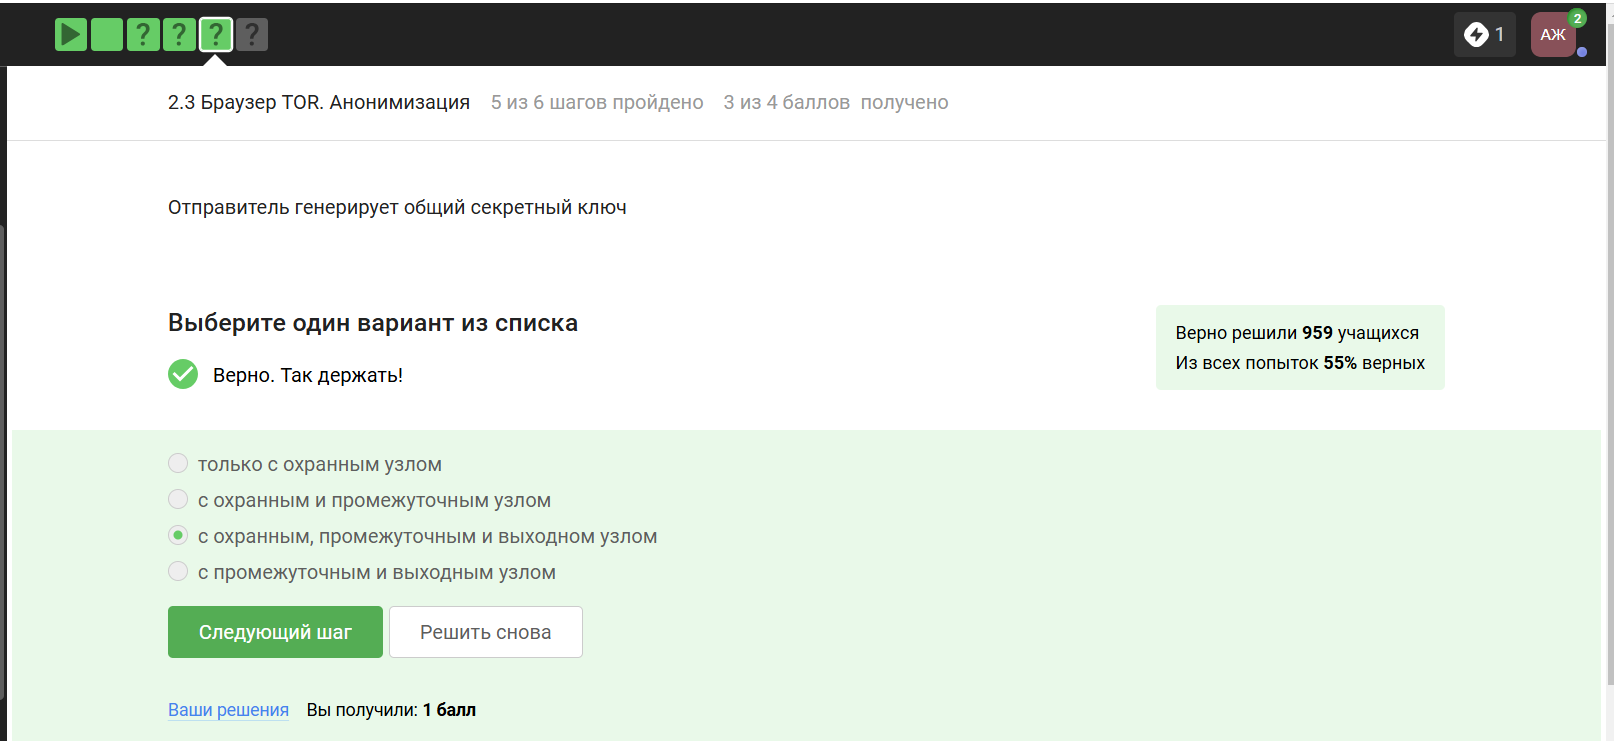 ? ? ? ?
1
АЖ
2
2.3 Браузер TOR. Анонимизация 5 из 6 шагов пройдено 3 из 4 баллов получено
Отправитель генерирует общий секретный ключ
Выберите один вариант из списка
Верно. Так держать!
Верно решили 959 учащихся
Из всех попыток 55% верных
только с охранным узлом
с охранным и промежуточным узлом
с охранным, промежуточным и выходном узлом
с промежуточным и выходным узлом
Следующий шаг
Решить снова
Ваши решения Вы получили: 1 балл